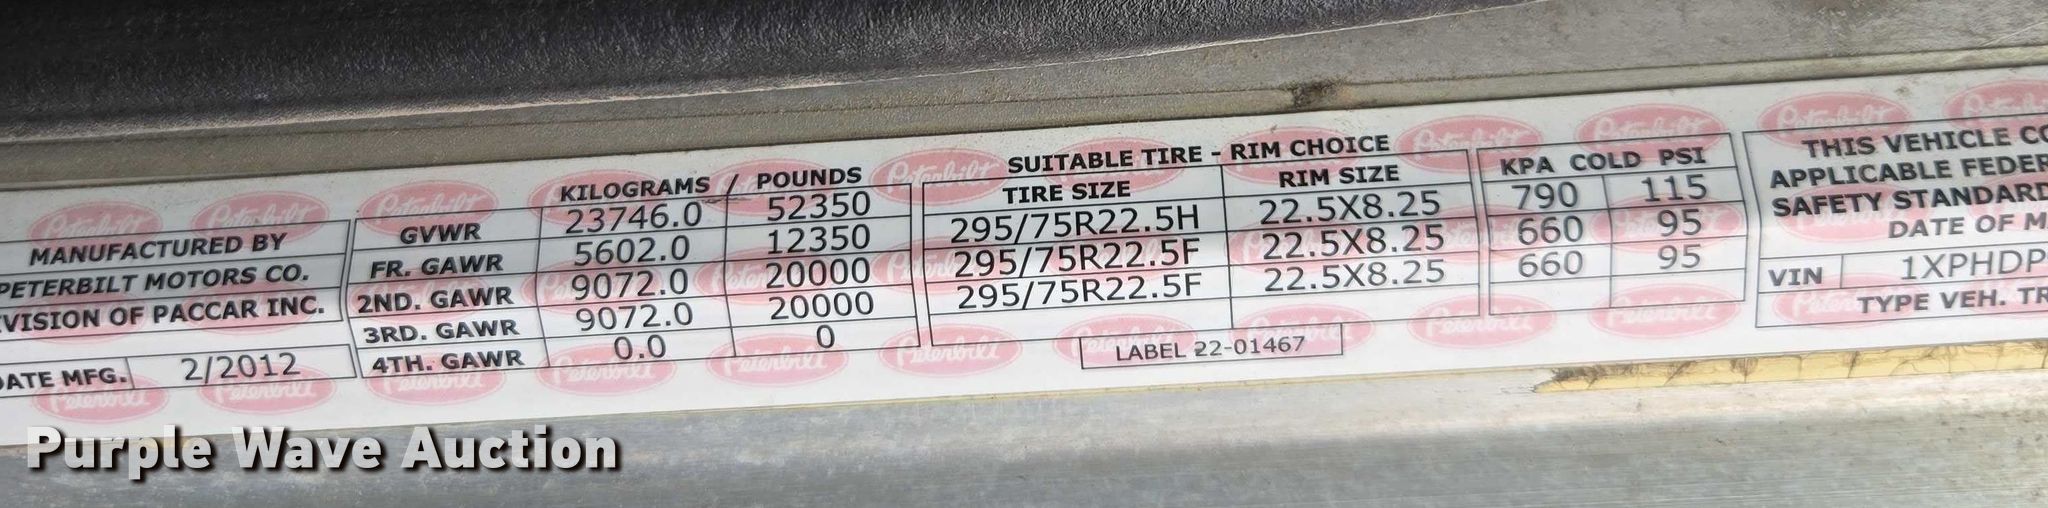 MANUFACTURED BY
PETERBILT MOTORS CO.
VISION OF PACCAR INC.
DATE MFG. 2/2012
KILOGRAMS / POUNDS
GVWR 23746.0 52350
FR. GAWR 5602.0 12350
2ND. GAWR 9072.0 20000
3RD. GAWR 9072.0 20000
4TH. GAWR 0.0 0
SUITABLE TIRE - RIM CHOICE
TIRE SIZE RIM SIZE
295/75R22.5H 22.5X8.25
295/75R22.5F 22.5X8.25
295/75R22.5F 22.5X8.25
KPA COLD PSI
790 115
660 95
660 95
LABEL 22-01467
THIS VEHICLE CO
APPLICABLE FEDER
SAFETY STANDARD
DATE OF M
VIN 1XPHDP
TYPE VEH. TR
Peterbilt
Purple Wave Auction